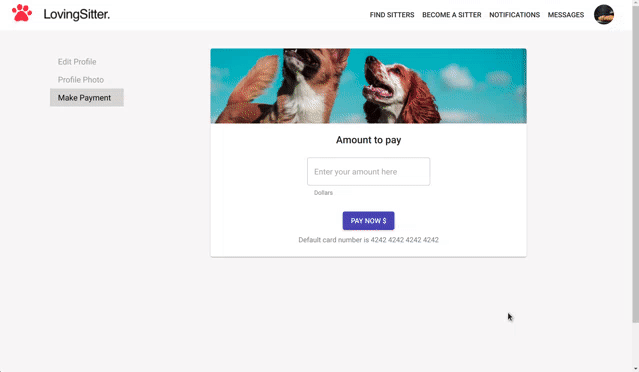 LovingSitter.
FIND SITTERS BECOME A SITTER NOTIFICATIONS MESSAGES
Edit Profile
Profile Photo
Make Payment
Amount to pay
Enter your amount here
Dollars
PAY NOW $
Default card number is 4242 4242 4242 4242